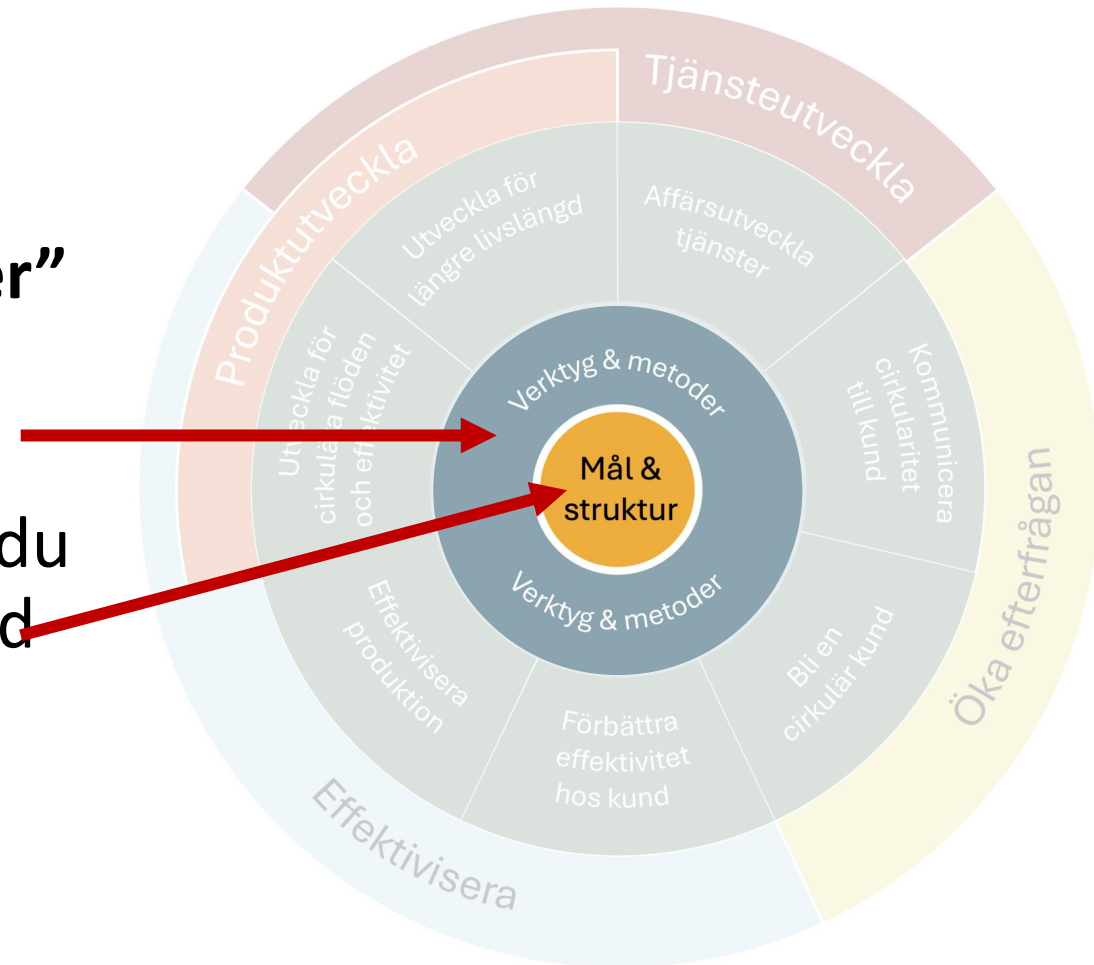 er”
du
d
Tjänsteutveckla
Produktutveckla
Utveckla för
längre livslängd
Affärsutveckla
tjänster
Utveckla för
cirkulära flöden
och effektivitet
Kommunicera
cirkularitet
till kund
Verktyg & metoder
Mål &
struktur
Verktyg & metoder
Effektivisera
produktion
Förbättra
effektivitet
hos kund
Bli en
cirkulär kund
Öka efterfrågan
Effektivisera